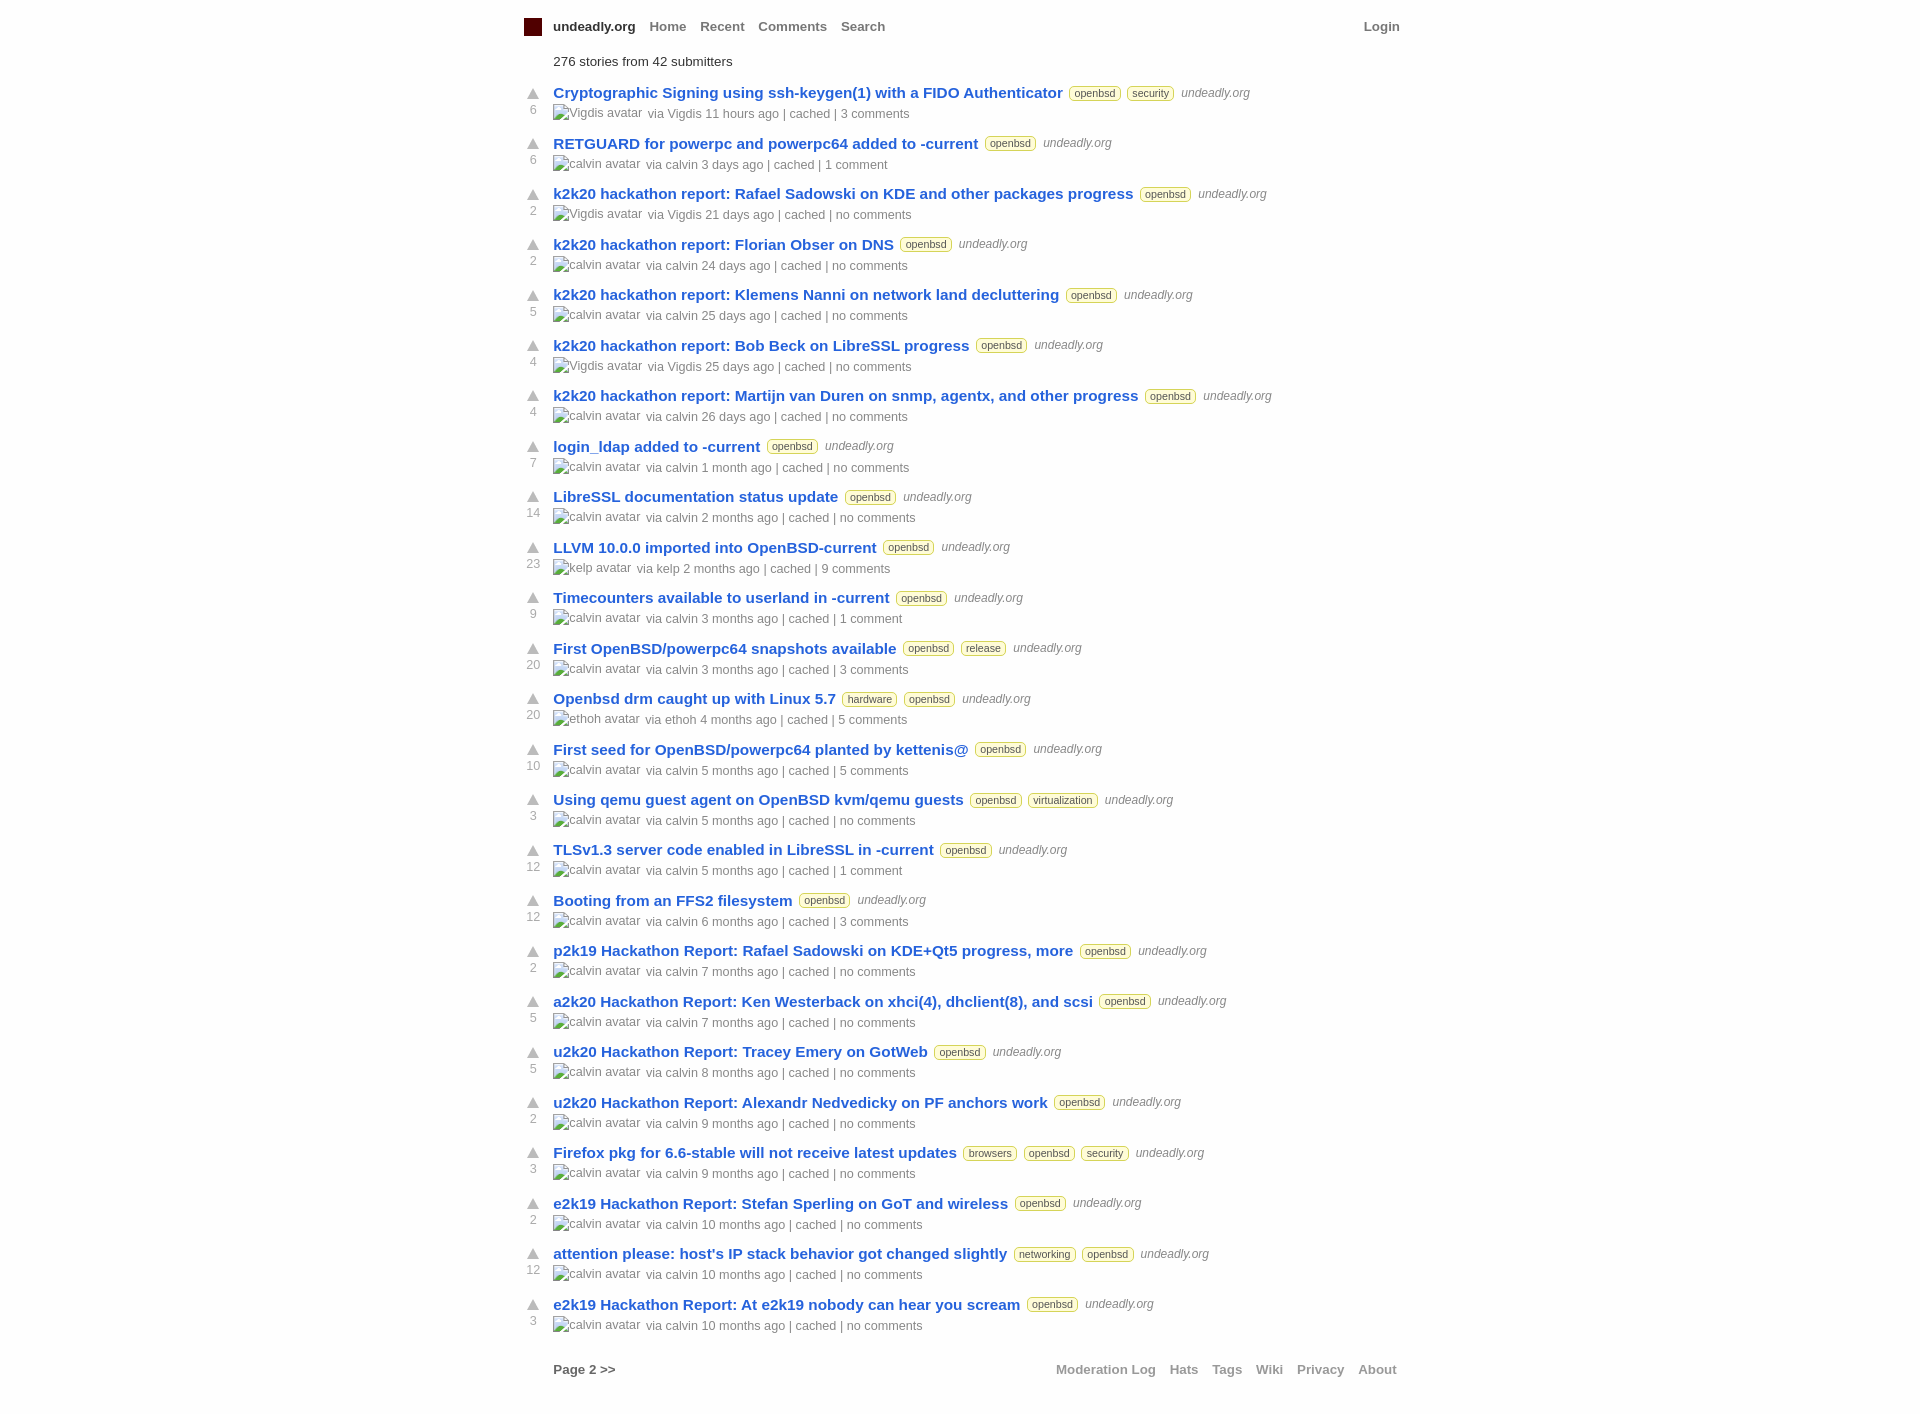 undeadly.org Home Recent Comments Search Login
276 stories from 42 submitters
Cryptographic Signing using ssh-keygen(1) with a FIDO Authenticator openbsd security undeadly.org
6
Vigdis avatar via Vigdis 11 hours ago | cached | 3 comments
RETGUARD for powerpc and powerpc64 added to -current openbsd undeadly.org
6
calvin avatar via calvin 3 days ago | cached | 1 comment
k2k20 hackathon report: Rafael Sadowski on KDE and other packages progress openbsd undeadly.org
2
Vigdis avatar via Vigdis 21 days ago | cached | no comments
k2k20 hackathon report: Florian Obser on DNS openbsd undeadly.org
2
calvin avatar via calvin 24 days ago | cached | no comments
k2k20 hackathon report: Klemens Nanni on network land decluttering openbsd undeadly.org
5
calvin avatar via calvin 25 days ago | cached | no comments
k2k20 hackathon report: Bob Beck on LibreSSL progress openbsd undeadly.org
4
Vigdis avatar via Vigdis 25 days ago | cached | no comments
k2k20 hackathon report: Martijn van Duren on snmp, agentx, and other progress openbsd undeadly.org
4
calvin avatar via calvin 26 days ago | cached | no comments
login_ldap added to -current openbsd undeadly.org
7
calvin avatar via calvin 1 month ago | cached | no comments
LibreSSL documentation status update openbsd undeadly.org
14
calvin avatar via calvin 2 months ago | cached | no comments
LLVM 10.0.0 imported into OpenBSD-current openbsd undeadly.org
23
kelp avatar via kelp 2 months ago | cached | 9 comments
Timecounters available to userland in -current openbsd undeadly.org
9
calvin avatar via calvin 3 months ago | cached | 1 comment
First OpenBSD/powerpc64 snapshots available openbsd release undeadly.org
20
calvin avatar via calvin 3 months ago | cached | 3 comments
Openbsd drm caught up with Linux 5.7 hardware openbsd undeadly.org
20
ethoh avatar via ethoh 4 months ago | cached | 5 comments
First seed for OpenBSD/powerpc64 planted by kettenis@ openbsd undeadly.org
10
calvin avatar via calvin 5 months ago | cached | 5 comments
Using qemu guest agent on OpenBSD kvm/qemu guests openbsd virtualization undeadly.org
3
calvin avatar via calvin 5 months ago | cached | no comments
TLSv1.3 server code enabled in LibreSSL in -current openbsd undeadly.org
12
calvin avatar via calvin 5 months ago | cached | 1 comment
Booting from an FFS2 filesystem openbsd undeadly.org
12
calvin avatar via calvin 6 months ago | cached | 3 comments
p2k19 Hackathon Report: Rafael Sadowski on KDE+Qt5 progress, more openbsd undeadly.org
2
calvin avatar via calvin 7 months ago | cached | no comments
a2k20 Hackathon Report: Ken Westerback on xhci(4), dhclient(8), and scsi openbsd undeadly.org
5
calvin avatar via calvin 7 months ago | cached | no comments
u2k20 Hackathon Report: Tracey Emery on GotWeb openbsd undeadly.org
5
calvin avatar via calvin 8 months ago | cached | no comments
u2k20 Hackathon Report: Alexandr Nedvedicky on PF anchors work openbsd undeadly.org
2
calvin avatar via calvin 9 months ago | cached | no comments
Firefox pkg for 6.6-stable will not receive latest updates browsers openbsd security undeadly.org
3
calvin avatar via calvin 9 months ago | cached | no comments
e2k19 Hackathon Report: Stefan Sperling on GoT and wireless openbsd undeadly.org
2
calvin avatar via calvin 10 months ago | cached | no comments
attention please: host's IP stack behavior got changed slightly networking openbsd undeadly.org
12
calvin avatar via calvin 10 months ago | cached | no comments
e2k19 Hackathon Report: At e2k19 nobody can hear you scream openbsd undeadly.org
3
calvin avatar via calvin 10 months ago | cached | no comments
Page 2 >> Moderation Log Hats Tags Wiki Privacy About